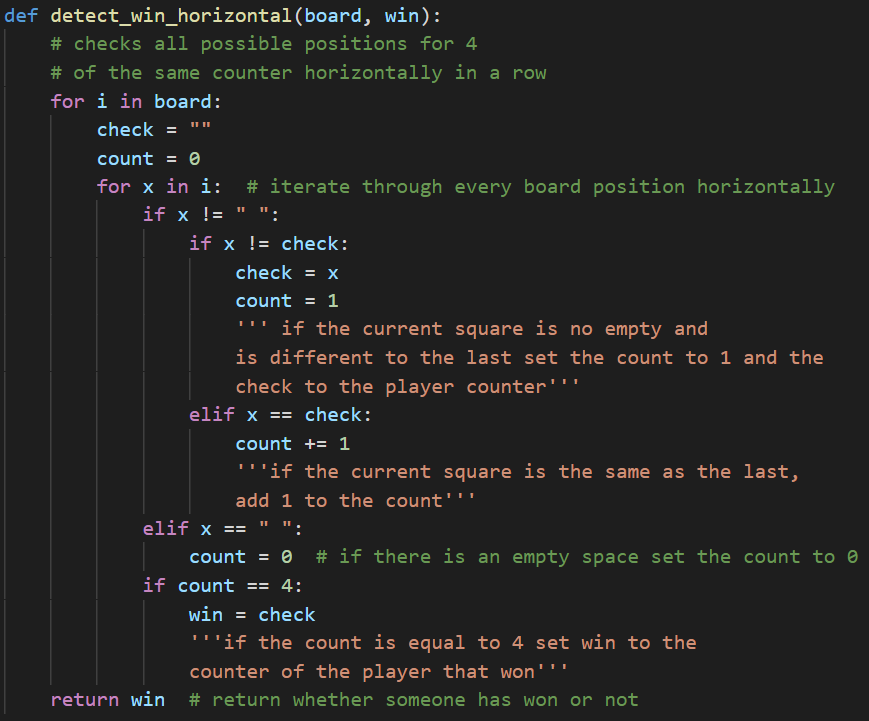 def detect_win_horizontal(board, win):
    # checks all possible positions for 4
    # of the same counter horizontally in a row
    for i in board:
        check = ""
        count = 0
        for x in i:  # iterate through every board position horizontally
            if x != " ":
                if x != check:
                    check = x
                    count = 1
                    ''' if the current square is no empty and
                    is different to the last set the count to 1 and the
                    check to the player counter'''
                elif x == check:
                    count += 1
                    '''if the current square is the same as the last,
                    add 1 to the count'''
            elif x == " ":
                count = 0  # if there is an empty space set the count to 0
            if count == 4:
                win = check
                '''if the count is equal to 4 set win to the
                counter of the player that won'''
    return win  # return whether someone has won or not